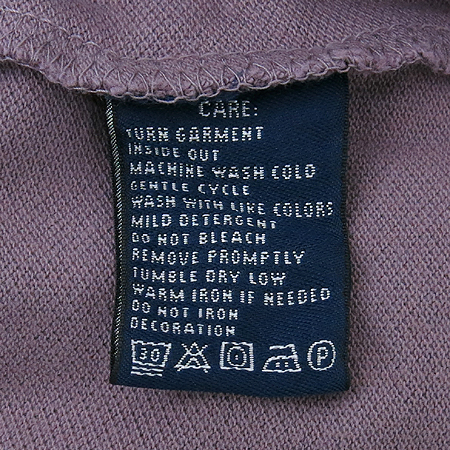 CARE:
TURN GARMENT
INSIDE OUT
MACHINE WASH COLD
GENTLE CYCLE
WASH WITH LIKE COLORS
MILD DETERGENT
DO NOT BLEACH
REMOVE PROMPTLY
TUMBLE DRY LOW
WARM IRON IF NEEDED
DO NOT IRON
DECORATION
30 P